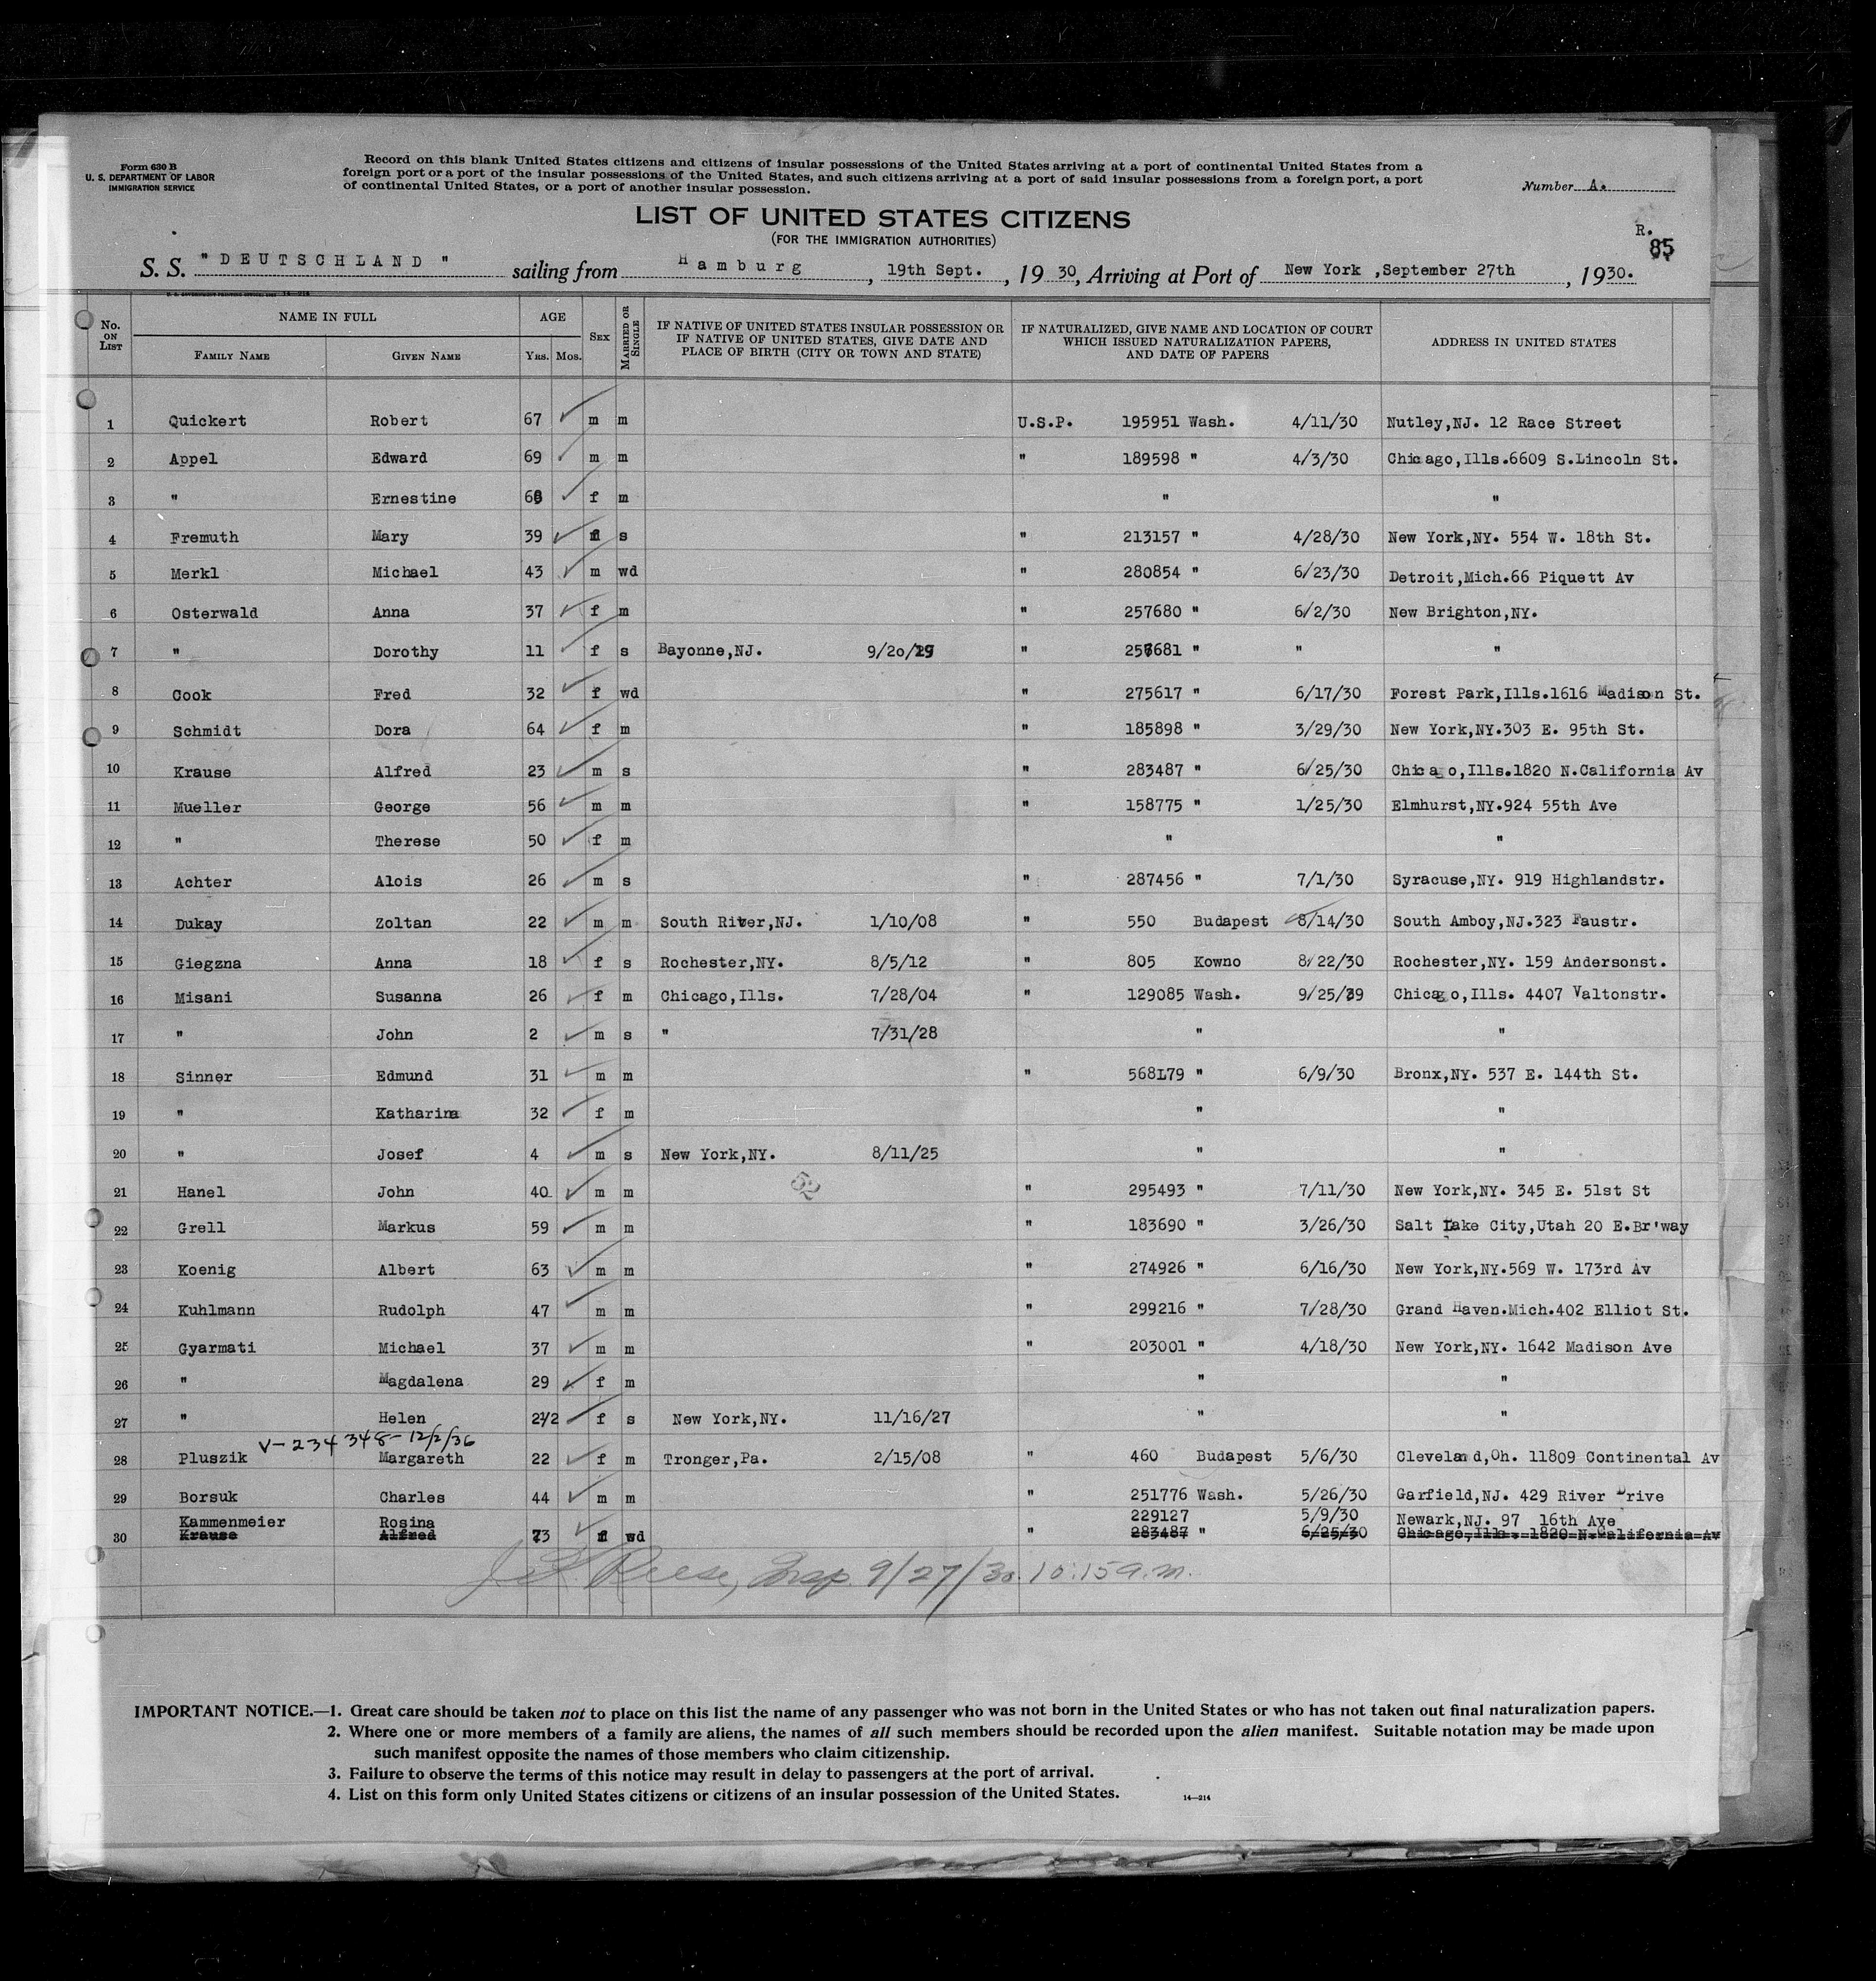 Form 630 B
U. S. DEPARTMENT OF LABOR
IMMIGRATION SERVICE
Record on this blank United States citizens and citizens of insular possessions of the United States arriving at a port of continental United States from a
foreign port or a port of the insular possessions of the United States, and such citizens arriving at a port of said insular possessions from a foreign port, a port
of continental United States, or a port of another insular possession.
Number A.
LIST OF UNITED STATES CITIZENS
(FOR THE IMMIGRATION AUTHORITIES)
R.
85
S. S. "DEUTSCHLAND" sailing from Hamburg, 19th Sept., 1930, Arriving at Port of New York, September 27th, 1930.
No. ON LIST NAME IN FULL AGE SEX MARRIED OR SINGLE IF NATIVE OF UNITED STATES INSULAR POSSESSION OR IF NATIVE OF UNITED STATES, GIVE DATE AND PLACE OF BIRTH (CITY OR TOWN AND STATE) IF NATURALIZED, GIVE NAME AND LOCATION OF COURT WHICH ISSUED NATURALIZATION PAPERS, AND DATE OF PAPERS ADDRESS IN UNITED STATES
FAMILY NAME GIVEN NAME YRS. MOS.
1 Quickert Robert 67 m m U.S.P. 195951 Wash. 4/11/30 Nutley,NJ. 12 Race Street
2 Appel Edward 69 m m " 189598 " 4/3/30 Chicago,Ills.6609 S.Lincoln St.
3 " Ernestine f m " "
4 Fremuth Mary 39 f s " 213157 " 4/28/30 New York,NY. 554 W. 18th St.
5 Merkl Michael 43 m wd " 280854 " 6/23/30 Detroit,Mich.66 Piquett Av
6 Osterwald Anna 37 f m " 257680 " 6/2/30 New Brighton,NY.
7 " Dorothy 11 f s Bayonne,NJ. 9/20/19 " 257681 " " "
8 Cook Fred 32 f wd " 275617 " 6/17/30 Forest Park,Ills.1616 Madison St.
9 Schmidt Dora 64 f m " 185898 " 3/29/30 New York,NY.303 E. 95th St.
10 Krause Alfred 23 m s " 283487 " 6/25/30 Chicago,Ills.1820 N.California Av
11 Mueller George 56 m m " 158775 " 1/25/30 Elmhurst,NY.924 55th Ave
12 " Therese 50 f m " "
13 Achter Alois 26 m s " 287456 " 7/1/30 Syracuse,NY. 919 Highlandstr.
14 Dukay Zoltan 22 m m South River,NJ. 1/10/08 " 550 Budapest 8/14/30 South Amboy,NJ.323 Faustr.
15 Giegzna Anna 18 f s Rochester,NY. 8/5/12 " 805 Kowno 8/22/30 Rochester,NY. 159 Andersonst.
16 Misani Susanna 26 f m Chicago,Ills. 7/28/04 " 129085 Wash. 9/25/29 Chicago,Ills. 4407 Valtonstr.
17 " John 2 m s " 7/31/28 " "
18 Sinner Edmund 31 m m " 568179 " 6/9/30 Bronx,NY. 537 E. 144th St.
19 " Katharina 32 f m " "
20 " Josef 4 m s New York,NY. 8/11/25 " "
52
21 Hanel John 40 m m " 295493 " 7/11/30 New York,NY. 345 E. 51st St
22 Grell Markus 59 m m " 183690 " 3/26/30 Salt Lake City,Utah 20 E.Br'way
23 Koenig Albert 63 m m " 274926 " 6/16/30 New York,NY.569 W. 173rd Av
24 Kuhlmann Rudolph 47 m m " 299216 " 7/28/30 Grand Haven.Mich.402 Elliot St.
25 Gyarmati Michael 37 m m " 203001 " 4/18/30 New York,NY. 1642 Madison Ave
26 " Magdalena 29 f m " "
27 " Helen 21/2 f s New York,NY. 11/16/27 " "
V-234348-12/2/36
28 Pluszik Margareth 22 f m Tronger,Pa. 2/15/08 " 460 Budapest 5/6/30 Cleveland,Oh. 11809 Continental Av
29 Borsuk Charles 44 m m " 251776 Wash. 5/26/30 Garfield,NJ. 429 River Drive
Kammenmeier Rosina 229127 5/9/30 Newark,NJ. 97 16th Ave
30 Krause Alfred 73 f wd " 283487 " 6/25/30 Chicago,Ills. 1820 N.California Av
Reese, Insp. 9/27/30. 10:15 a.m.
IMPORTANT NOTICE.—1. Great care should be taken not to place on this list the name of any passenger who was not born in the United States or who has not taken out final naturalization papers.
2. Where one or more members of a family are aliens, the names of all such members should be recorded upon the alien manifest. Suitable notation may be made upon
such manifest opposite the names of those members who claim citizenship.
3. Failure to observe the terms of this notice may result in delay to passengers at the port of arrival.
4. List on this form only United States citizens or citizens of an insular possession of the United States.
14—214